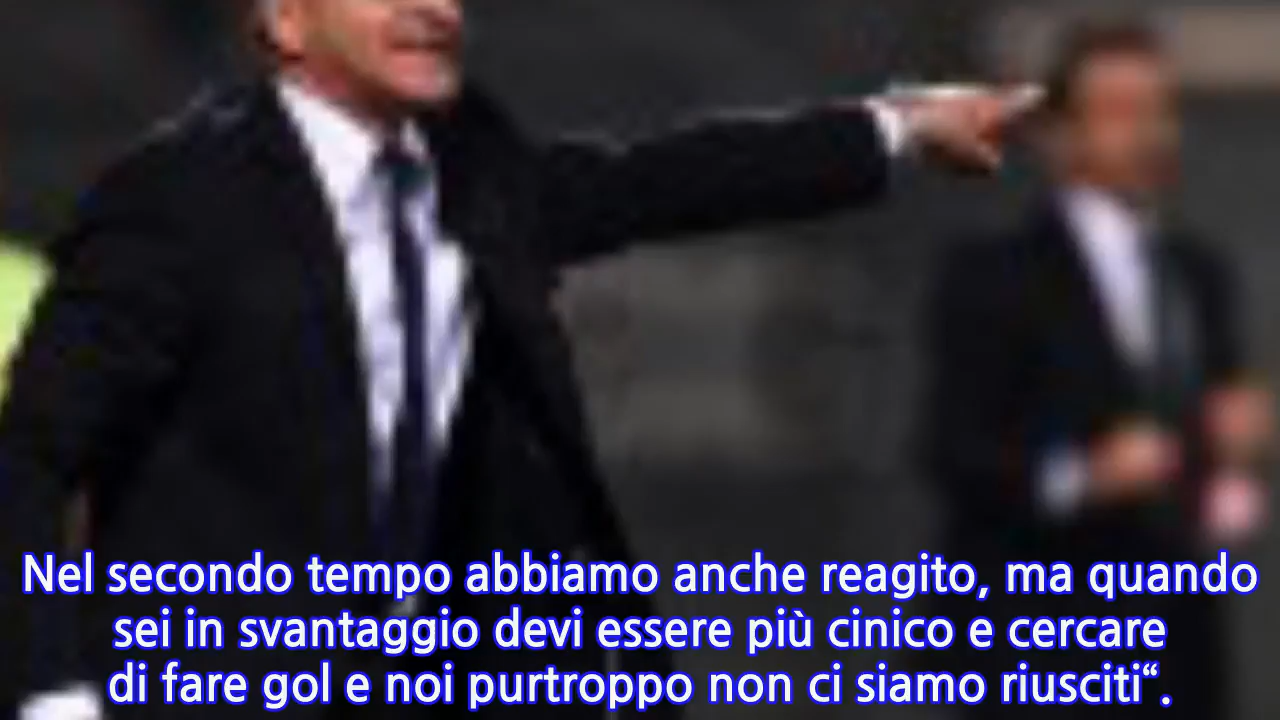 Nel secondo tempo abbiamo anche reagito, ma quando
sei in svantaggio devi essere più cinico e cercare
di fare gol e noi purtroppo non ci siamo riusciti“.